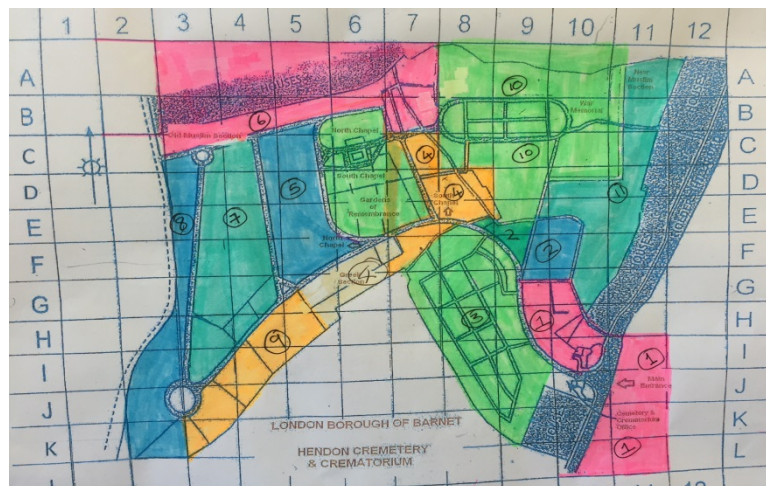 1 2 3 4 5 6 7 8 9 10 11 12
A A
B B
C C
D D
E E
F F
G G
H H
I I
J J
K K
L
New Muslim Section
War Memorial
Old Muslim Section
North Chapel
South Chapel
Gardens of Remembrance
North Chapel
Greek Section
Main Entrance
Cemetery & Crematorium Office
10
6
4
10
5
4
11
8
7
2
2
3
1
9
1
1
LONDON BOROUGH OF BARNET
HENDON CREMETERY
& CREMATORIUM